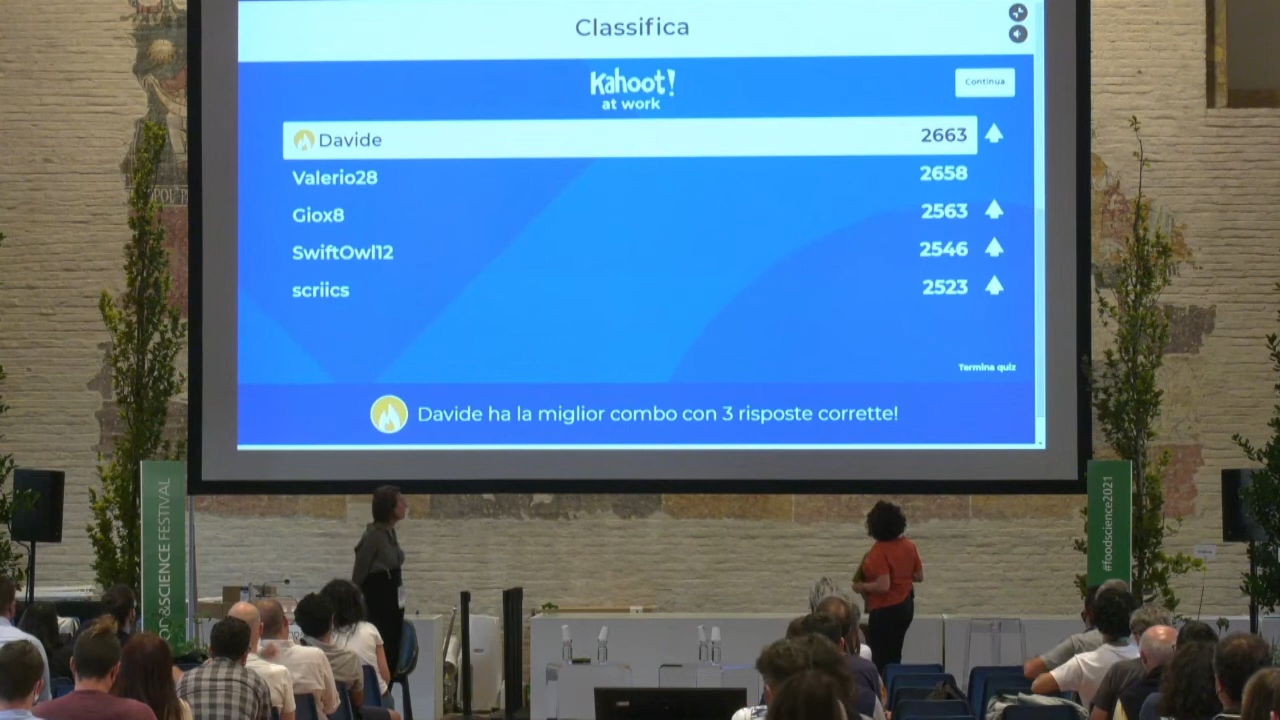 Classifica
Kahoot!
at work
Continua
Davide 2663
Valerio28 2658
Giox8 2563
SwiftOwl12 2546
scriics 2523
Termina quiz
Davide ha la miglior combo con 3 risposte corrette!
&SCIENCE FESTIVAL
#foodscience2021